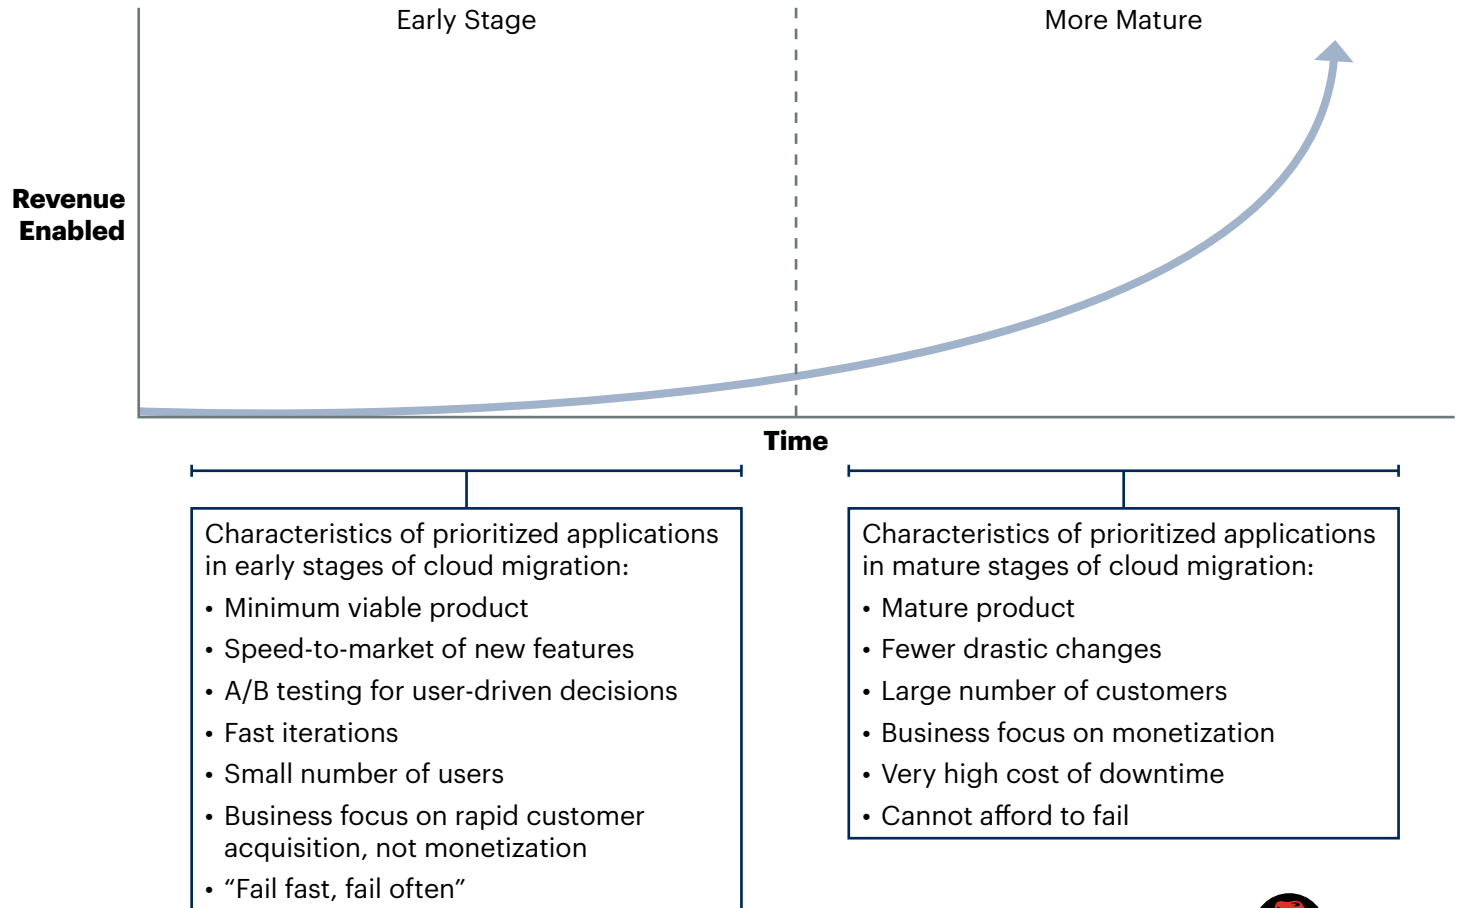 Early Stage
More Mature
Revenue
Enabled
Time
Characteristics of prioritized applications
in early stages of cloud migration:
• Minimum viable product
• Speed-to-market of new features
• A/B testing for user-driven decisions
• Fast iterations
• Small number of users
• Business focus on rapid customer
acquisition, not monetization
• “Fail fast, fail often”
Characteristics of prioritized applications
in mature stages of cloud migration:
• Mature product
• Fewer drastic changes
• Large number of customers
• Business focus on monetization
• Very high cost of downtime
• Cannot afford to fail